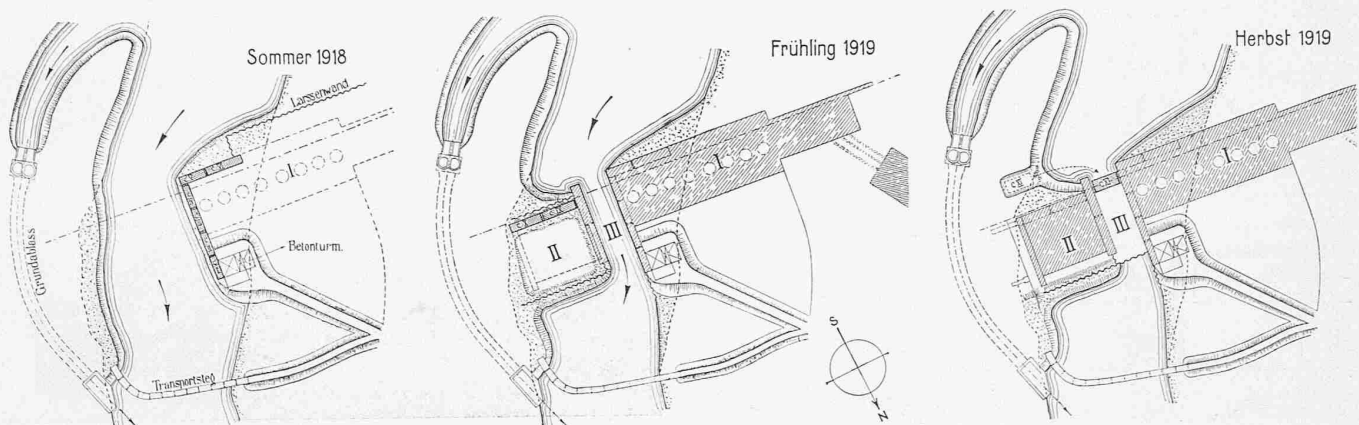 Sommer 1918
Larssenwand
I
Betonturm.
Grundablass
Transportsteg
Frühling 1919
I
II
III
S
N
Herbst 1919
I
II
III